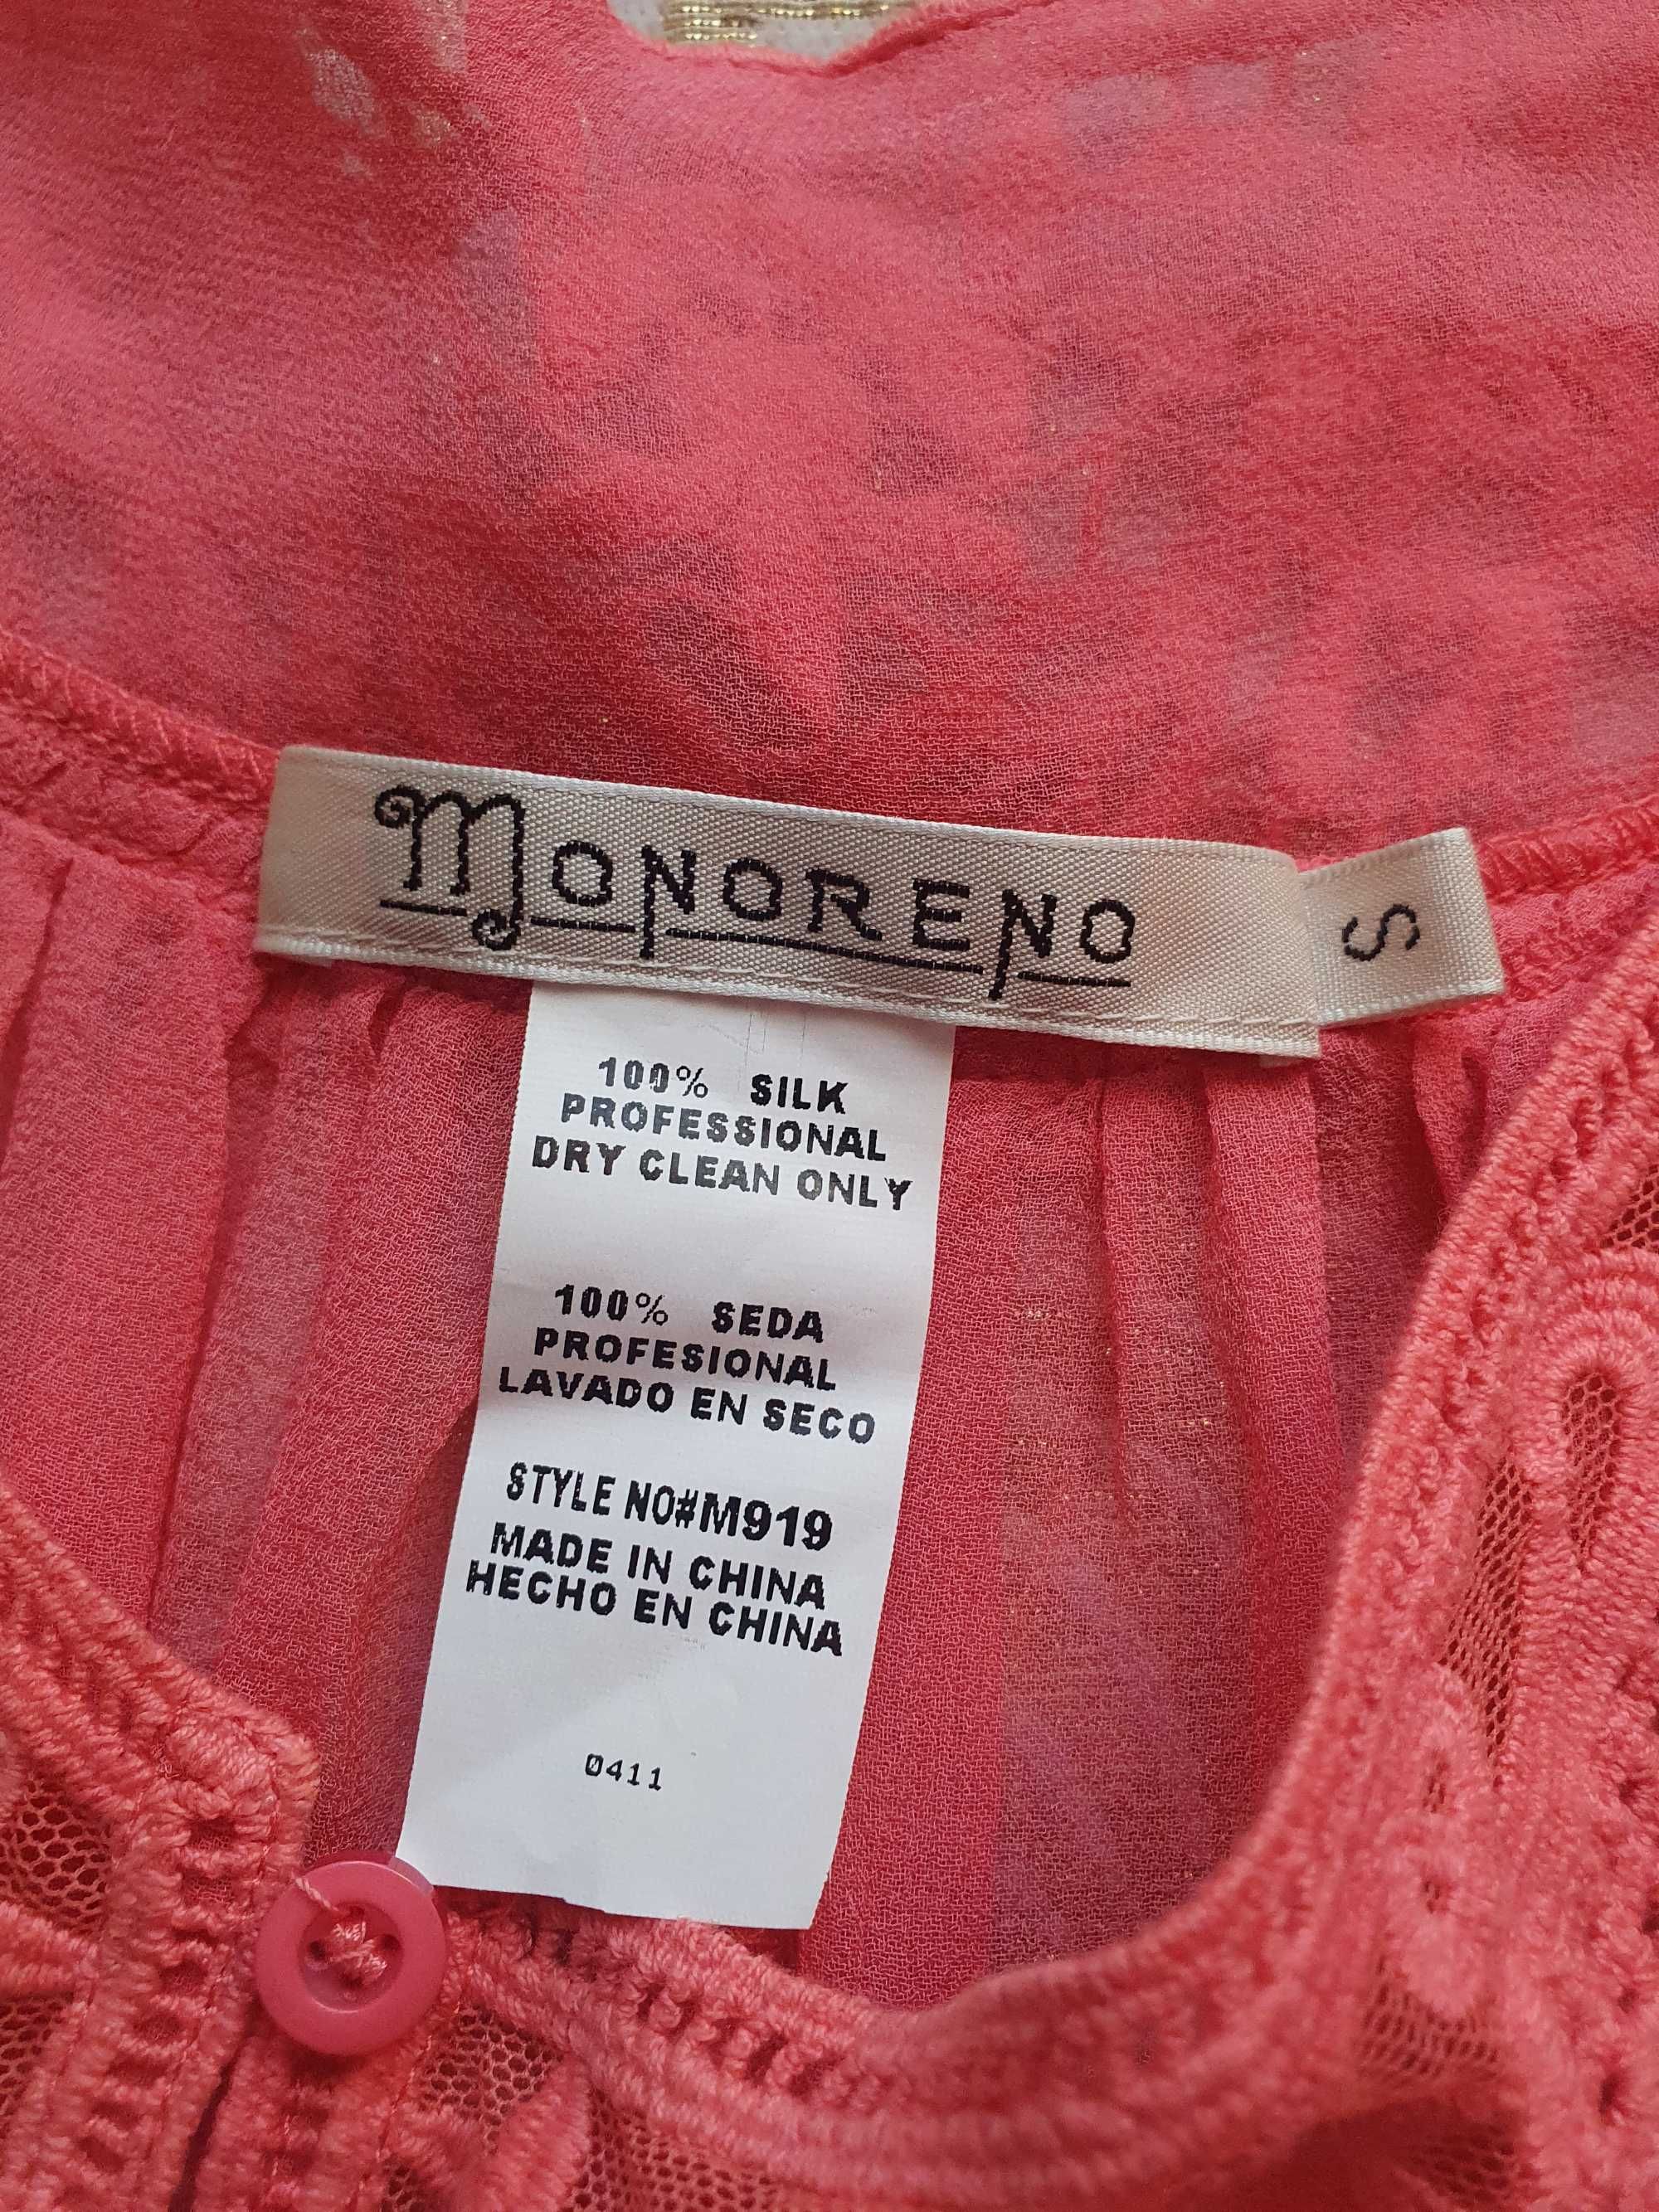 MONORENO
S
100% SILK
PROFESSIONAL
DRY CLEAN ONLY
100% SEDA
PROFESIONAL
LAVADO EN SECO
STYLE NO#M919
MADE IN CHINA
HECHO EN CHINA
0411